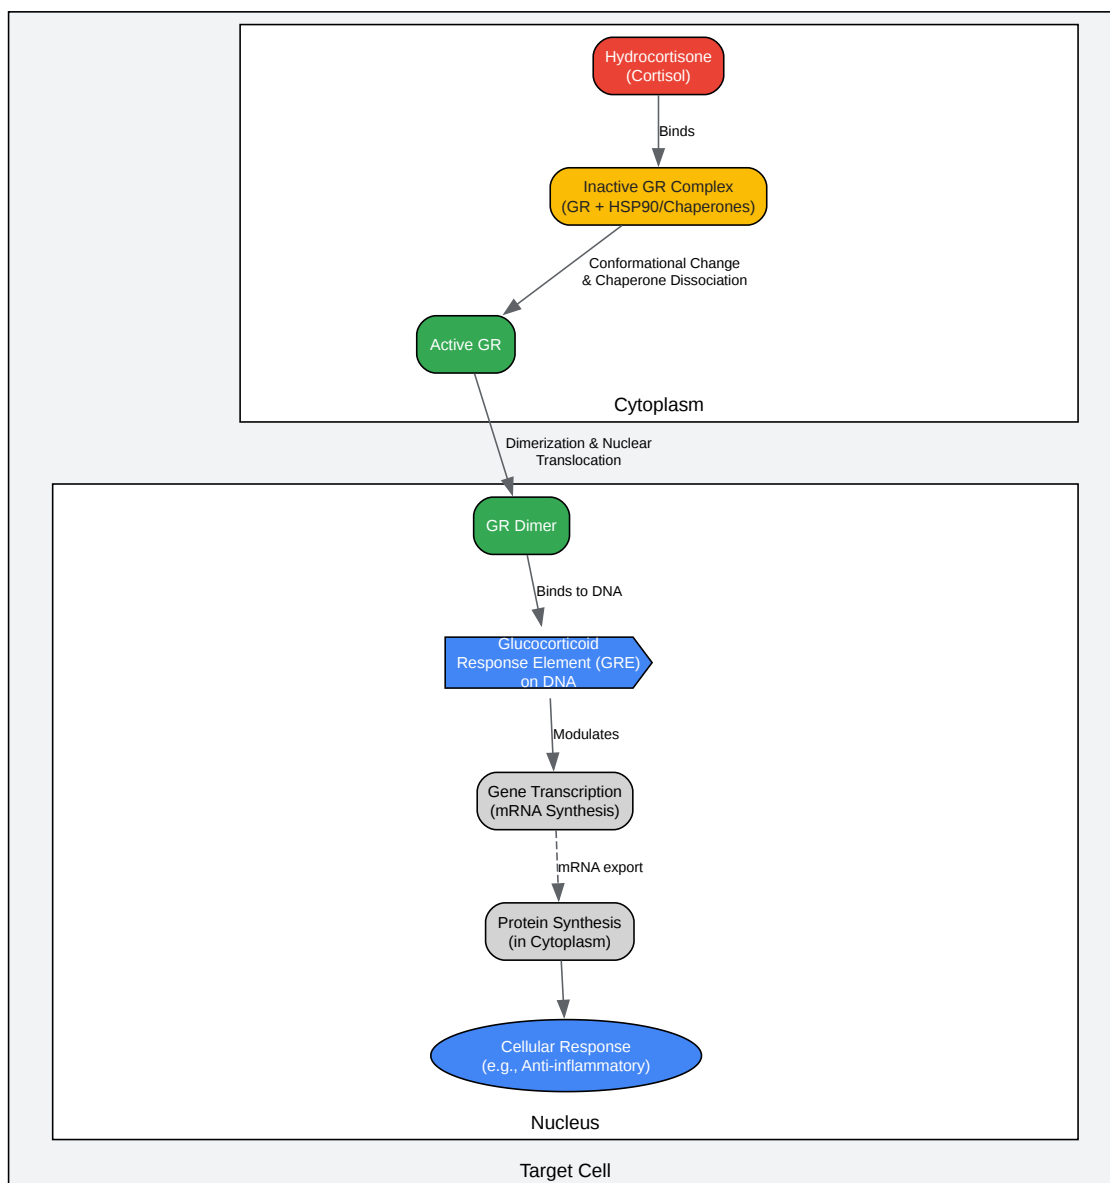 Hydrocortisone
(Cortisol)
Binds
Inactive GR Complex
(GR + HSP90/Chaperones)
Conformational Change
& Chaperone Dissociation
Active GR
Cytoplasm
Dimerization & Nuclear
Translocation
GR Dimer
Binds to DNA
Glucocorticoid
Response Element (GRE)
on DNA
Modulates
Gene Transcription
(mRNA Synthesis)
mRNA export
Protein Synthesis
(in Cytoplasm)
Cellular Response
(e.g., Anti-inflammatory)
Nucleus
Target Cell